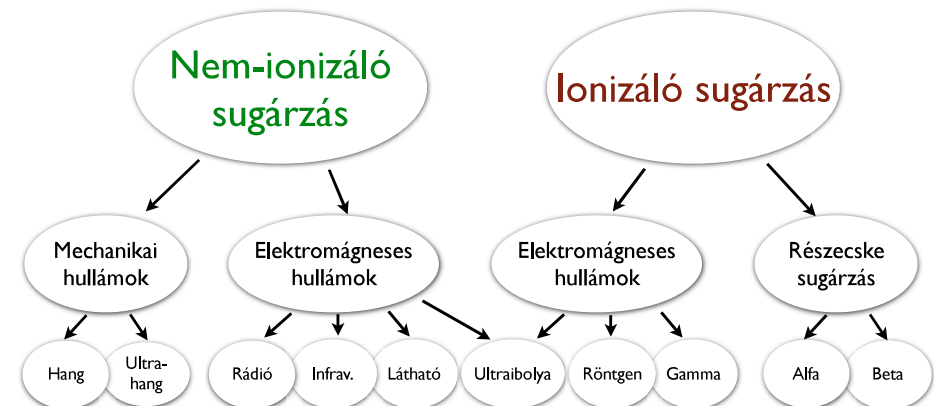 Nem-ionizáló
sugárzás
Ionizáló sugárzás
Mechanikai
hullámok
Elektromágneses
hullámok
Elektromágneses
hullámok
Részecske
sugárzás
Hang
Ultra-
hang
Rádió
Infrav.
Látható
Ultraibolya
Röntgen
Gamma
Alfa
Beta